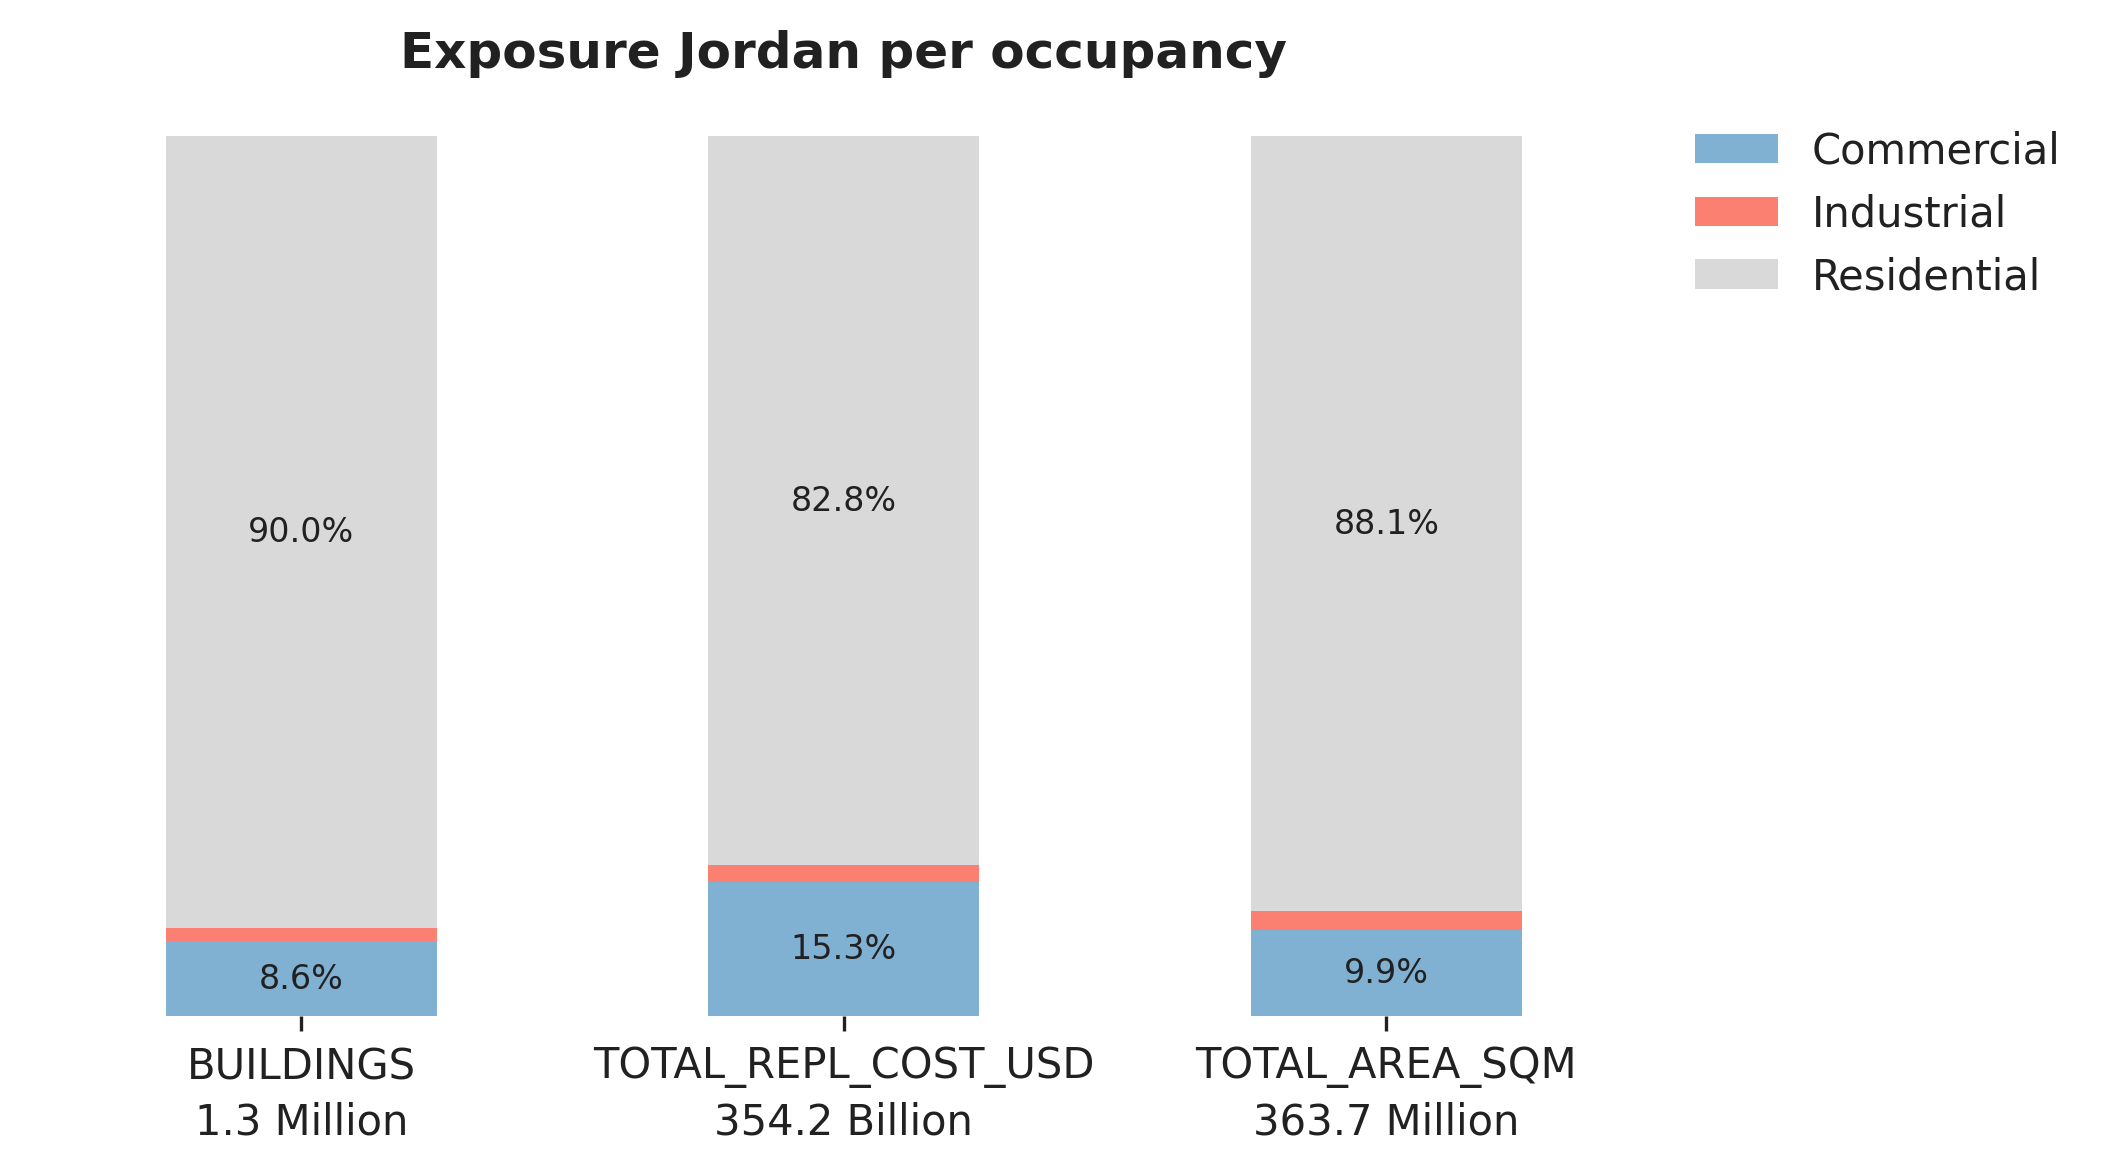 Exposure Jordan per occupancy
Commercial
Industrial
Residential
90.0%
82.8%
88.1%
8.6%
15.3%
9.9%
BUILDINGS
1.3 Million
TOTAL_REPL_COST_USD
354.2 Billion
TOTAL_AREA_SQM
363.7 Million